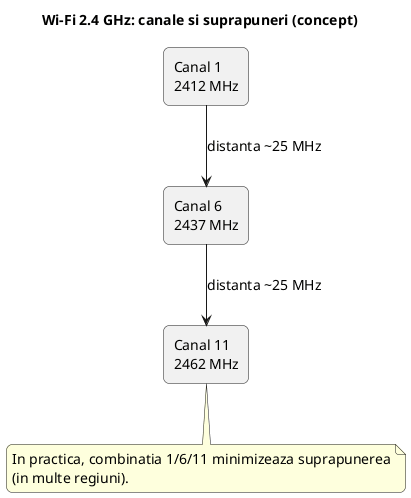 Wi-Fi 2.4 GHz: canale si suprapuneri (concept)
Canal 1
2412 MHz
distanta ~25 MHz
Canal 6
2437 MHz
distanta ~25 MHz
Canal 11
2462 MHz
In practica, combinatia 1/6/11 minimizeaza suprapunerea
(in multe regiuni).